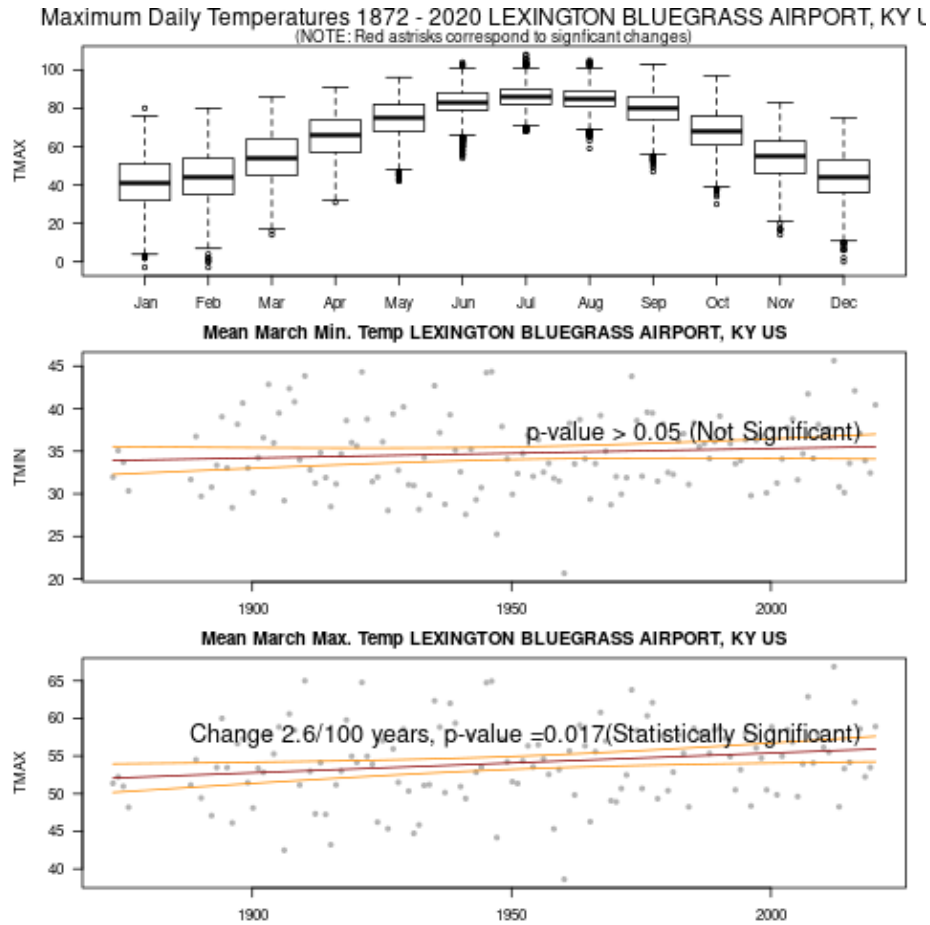 Maximum Daily Temperatures 1872 - 2020 LEXINGTON BLUEGRASS AIRPORT, KY U
(NOTE: Red astrisks correspond to signficant changes)
TMAX
100
80
60
40
20
0
Jan Feb Mar Apr May Jun Jul Aug Sep Oct Nov Dec
Mean March Min. Temp LEXINGTON BLUEGRASS AIRPORT, KY US
TMIN
45
40
35
30
25
20
p-value > 0.05 (Not Significant)
1900 1950 2000
Mean March Max. Temp LEXINGTON BLUEGRASS AIRPORT, KY US
TMAX
65
60
55
50
45
40
Change 2.6/100 years, p-value =0.017(Statistically Significant)
1900 1950 2000